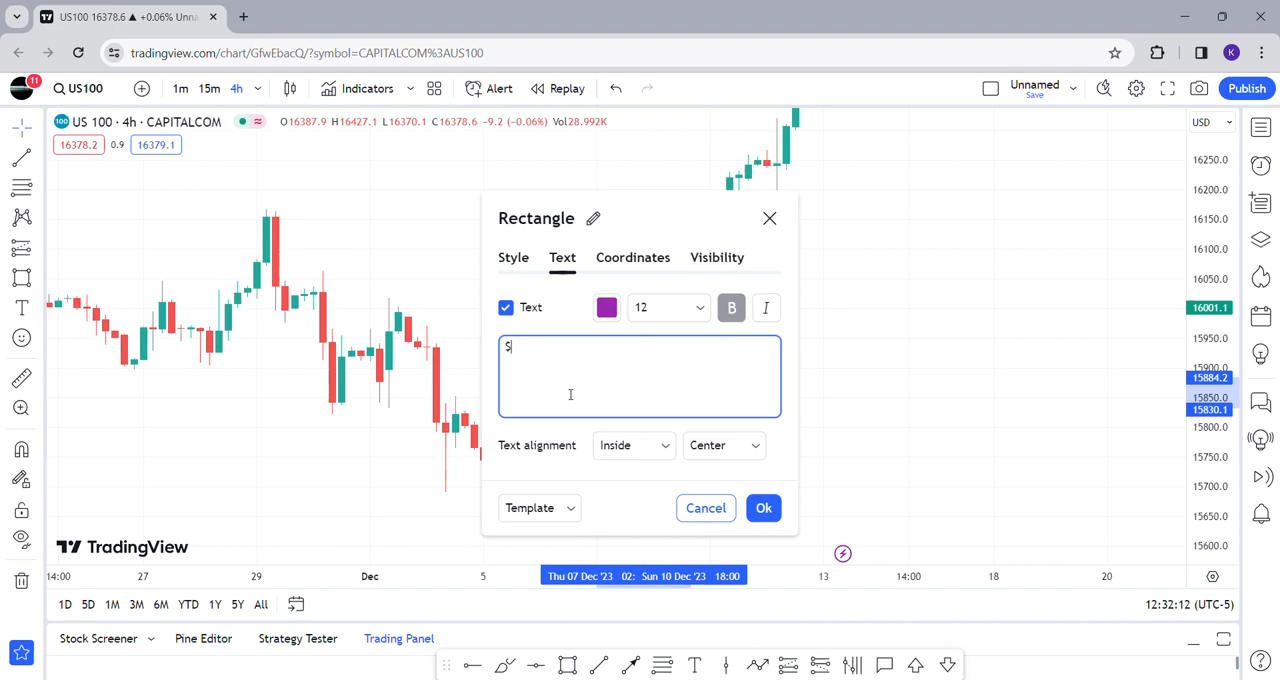 US100 16378.6 ▲ +0.06% Unna
tradingview.com/chart/GfwEbacQ/?symbol=CAPITALCOM%3AUS100
K
11
US100
1m 15m 4h
Indicators
Alert
Replay
Unnamed
Save
Publish
100 US 100 · 4h · CAPITALCOM
O16387.9 H16427.1 L16370.1 C16378.6 −9.2 (−0.06%) Vol28.992K
USD
16378.2 0.9 16379.1
16250.0
16200.0
16150.0
16100.0
16050.0
16001.1
15950.0
15900.0
15884.2
15850.0
15830.1
15800.0
15750.0
15700.0
15650.0
15600.0
Rectangle
Style Text Coordinates Visibility
Text 12 B I
S
Text alignment Inside Center
Template Cancel Ok
TradingView
14:00 27 29 Dec 5 Thu 07 Dec '23 02: Sun 10 Dec '23 18:00 13 14:00 18 20
1D 5D 1M 3M 6M YTD 1Y 5Y All
12:32:12 (UTC-5)
Stock Screener Pine Editor Strategy Tester Trading Panel
T